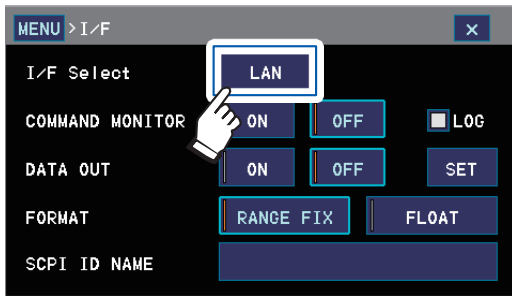 MENU >I/F ×
I/F Select LAN
COMMAND MONITOR ON OFF LOG
DATA OUT ON OFF SET
FORMAT RANGE FIX FLOAT
SCPI ID NAME